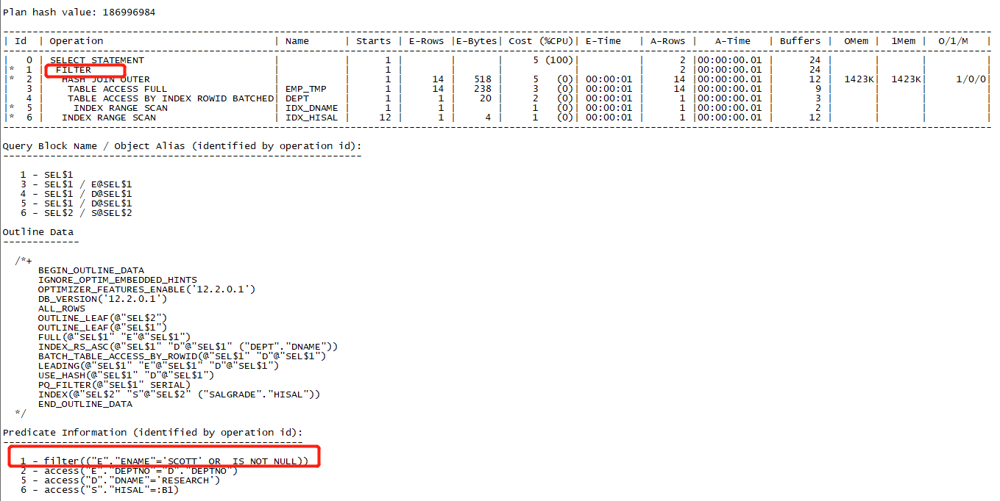 Plan hash value: 186996984
--------------------------------------------------------------------------------------------------------------------------------------------------------------------------
| Id  | Operation                            | Name      | Starts | E-Rows |E-Bytes| Cost (%CPU)| E-Time   | A-Rows |   A-Time   | Buffers |  OMem |  1Mem |  O/1/M   |
--------------------------------------------------------------------------------------------------------------------------------------------------------------------------
|   0 | SELECT STATEMENT                     |           |      1 |        |       |     5 (100)|          |      2 |00:00:00.01 |      24 |       |       |          |
|*  1 |  FILTER                              |           |      1 |        |       |            |          |      2 |00:00:00.01 |      24 |       |       |          |
|*  2 |   HASH JOIN OUTER                    |           |      1 |     14 |   518 |     5   (0)| 00:00:01 |     14 |00:00:00.01 |      12 |  1423K|  1423K|     1/0/0|
|   3 |    TABLE ACCESS FULL                 | EMP_TMP   |      1 |     14 |   238 |     3   (0)| 00:00:01 |     14 |00:00:00.01 |       9 |       |       |          |
|   4 |    TABLE ACCESS BY INDEX ROWID BATCHED| DEPT      |      1 |      1 |    20 |     2   (0)| 00:00:01 |      1 |00:00:00.01 |       3 |       |       |          |
|*  5 |     INDEX RANGE SCAN                 | IDX_DNAME |      1 |      1 |       |     1   (0)| 00:00:01 |      1 |00:00:00.01 |       2 |       |       |          |
|*  6 |   INDEX RANGE SCAN                   | IDX_HISAL |     12 |      1 |     4 |     1   (0)| 00:00:01 |      1 |00:00:00.01 |      12 |       |       |          |
--------------------------------------------------------------------------------------------------------------------------------------------------------------------------
Query Block Name / Object Alias (identified by operation id):
-------------------------------------------------------------
   1 - SEL$1
   3 - SEL$1 / E@SEL$1
   4 - SEL$1 / D@SEL$1
   5 - SEL$1 / D@SEL$1
   6 - SEL$2 / S@SEL$2
Outline Data
-------------
  /*+
      BEGIN_OUTLINE_DATA
      IGNORE_OPTIM_EMBEDDED_HINTS
      OPTIMIZER_FEATURES_ENABLE('12.2.0.1')
      DB_VERSION('12.2.0.1')
      ALL_ROWS
      OUTLINE_LEAF(@"SEL$2")
      OUTLINE_LEAF(@"SEL$1")
      FULL(@"SEL$1" "E"@"SEL$1")
      INDEX_RS_ASC(@"SEL$1" "D"@"SEL$1" ("DEPT"."DNAME"))
      BATCH_TABLE_ACCESS_BY_ROWID(@"SEL$1" "D"@"SEL$1")
      LEADING(@"SEL$1" "E"@"SEL$1" "D"@"SEL$1")
      USE_HASH(@"SEL$1" "D"@"SEL$1")
      PQ_FILTER(@"SEL$1" SERIAL)
      INDEX(@"SEL$2" "S"@"SEL$2" ("SALGRADE"."HISAL"))
      END_OUTLINE_DATA
  */
Predicate Information (identified by operation id):
---------------------------------------------------
   1 - filter(("E"."ENAME"='SCOTT' OR  IS NOT NULL))
   2 - access("E"."DEPTNO"="D"."DEPTNO")
   5 - access("D"."DNAME"='RESEARCH')
   6 - access("S"."HISAL"=:B1)